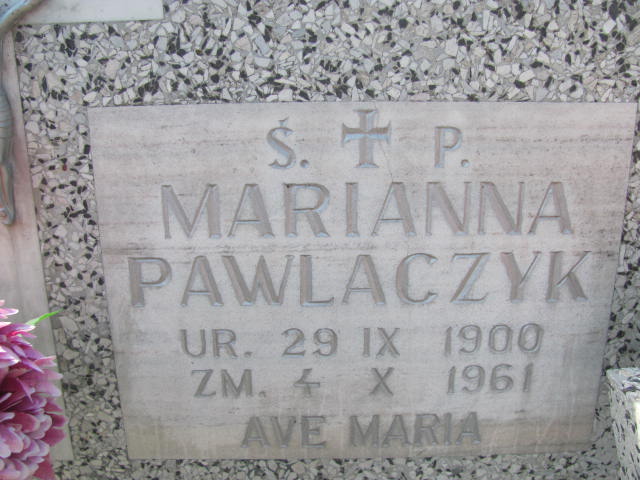 Ś. P.
MARIANNA
PAWLACZYK
UR. 29 IX 1900
ZM. 4 X 1961
AVE MARIA